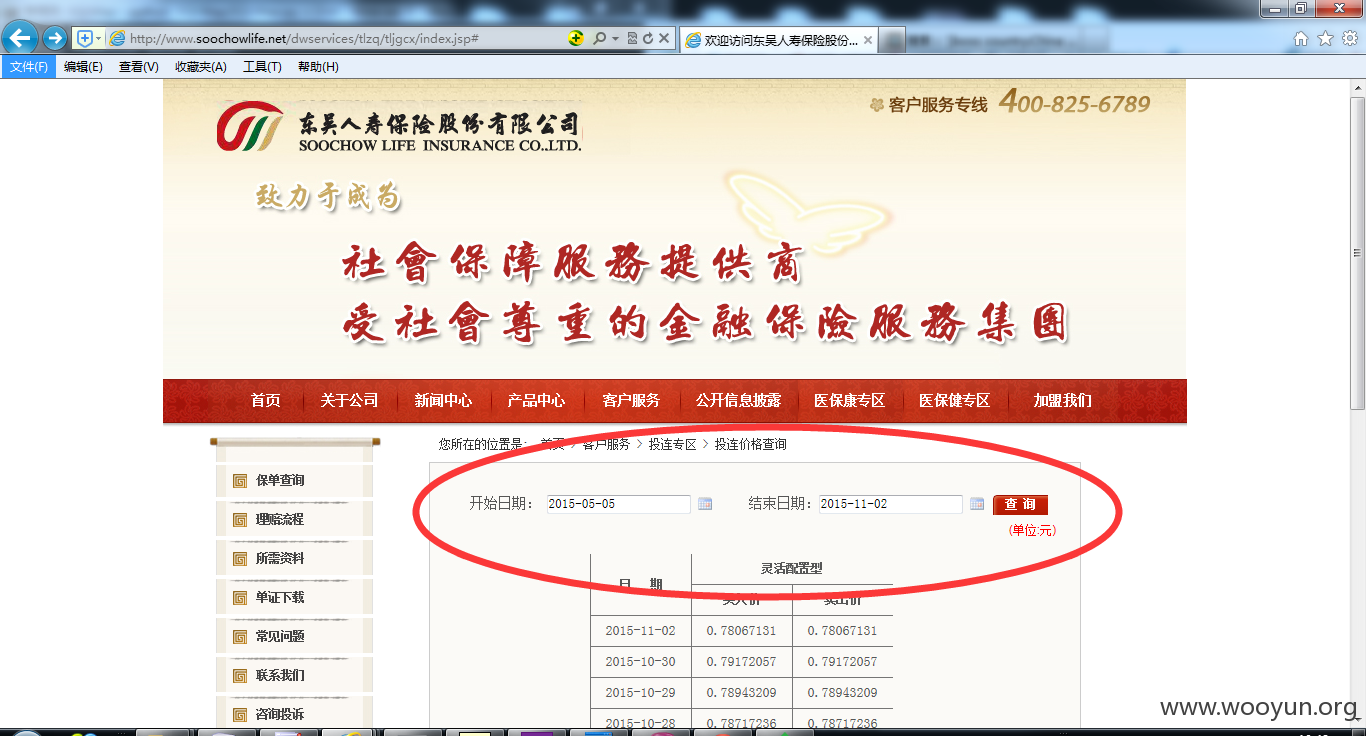 http://www.soochowlife.net/dwservices/tlzq/tljgcx/index.jsp#
欢迎访问东吴人寿保险股份...
文件(F) 编辑(E) 查看(V) 收藏夹(A) 工具(T) 帮助(H)
东吴人寿保险股份有限公司
SOOCHOW LIFE INSURANCE CO.,LTD.
客户服务专线 400-825-6789
致力于成为
社會保障服務提供商
受社會尊重的金融保險服務集團
首页 关于公司 新闻中心 产品中心 客户服务 公开信息披露 医保康专区 医保健专区 加盟我们
您所在的位置是: 首页 > 客户服务 > 投连专区 > 投连价格查询
保单查询
理赔流程
所需资料
单证下载
常见问题
联系我们
咨询投诉
开始日期: 2015-05-05 结束日期: 2015-11-02 查 询
(单位:元)
日 期 灵活配置型
买入价 卖出价
2015-11-02 0.78067131 0.78067131
2015-10-30 0.79172057 0.79172057
2015-10-29 0.78943209 0.78943209
2015-10-28 0.78717236 0.78717236
www.wooyun.org